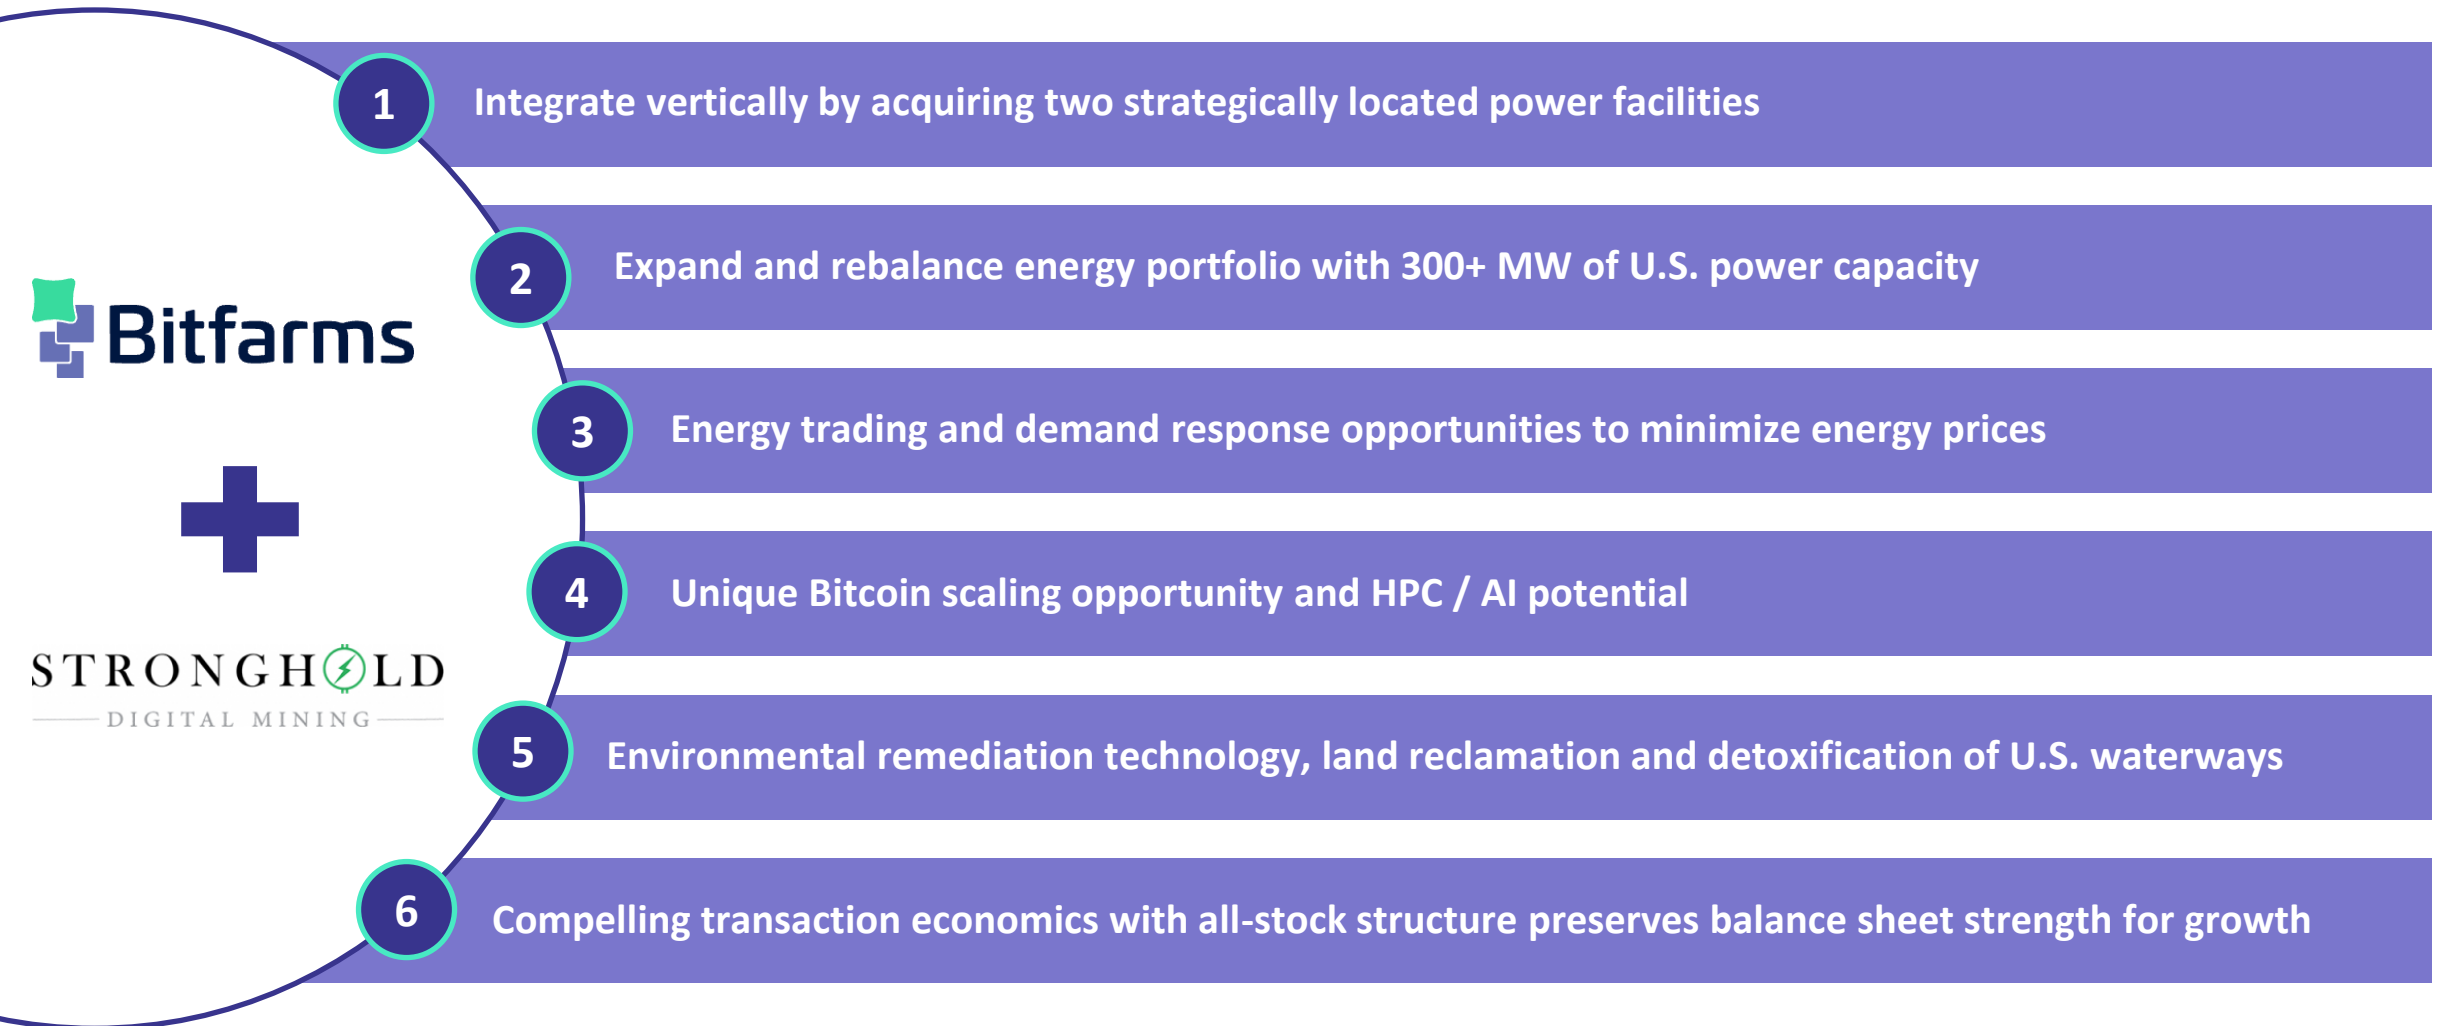 1
Integrate vertically by acquiring two strategically located power facilities
2
Expand and rebalance energy portfolio with 300+ MW of U.S. power capacity
Bitfarms
3
Energy trading and demand response opportunities to minimize energy prices
4
Unique Bitcoin scaling opportunity and HPC / AI potential
STRONGHOLD
DIGITAL MINING
5
Environmental remediation technology, land reclamation and detoxification of U.S. waterways
6
Compelling transaction economics with all-stock structure preserves balance sheet strength for growth